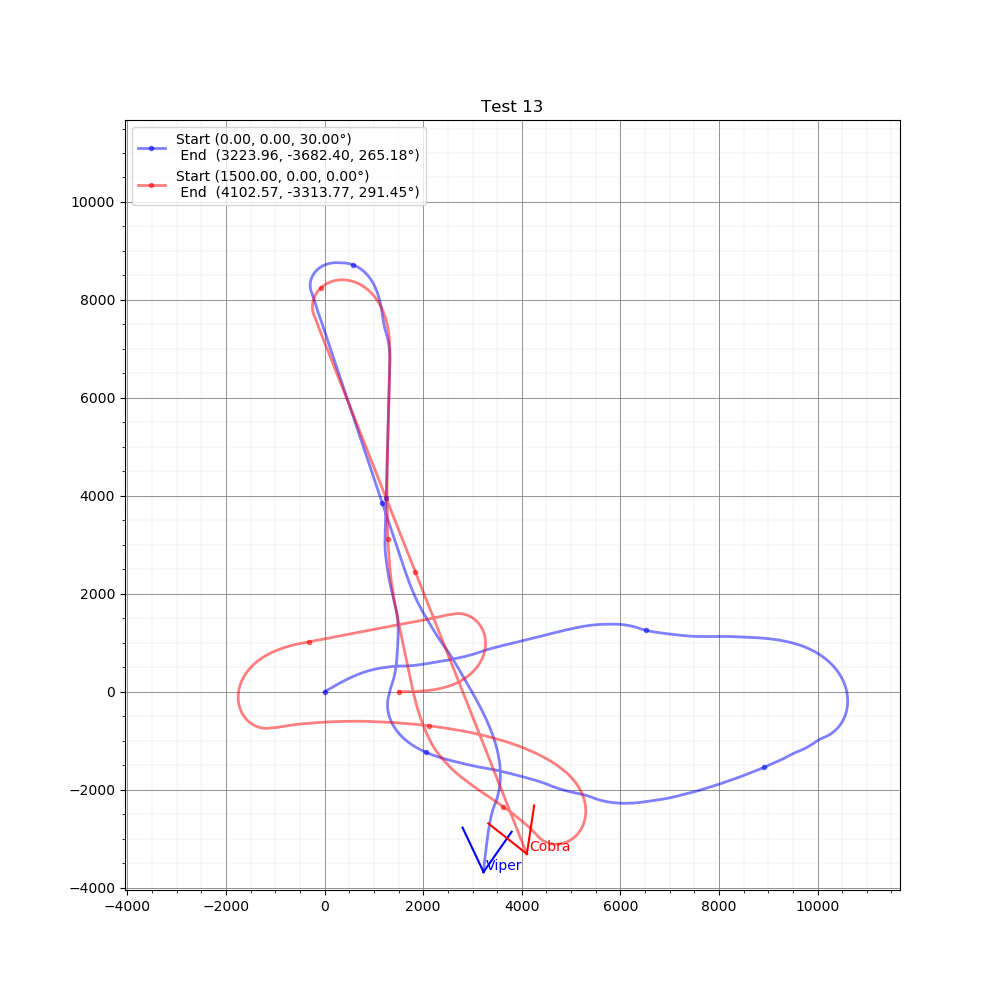 Test 13
Start (0.00, 0.00, 30.00°)
End (3223.96, -3682.40, 265.18°)
Start (1500.00, 0.00, 0.00°)
End (4102.57, -3313.77, 291.45°)
10000
8000
6000
4000
2000
0
−2000
−4000
Cobra
Viper
−4000 −2000 0 2000 4000 6000 8000 10000